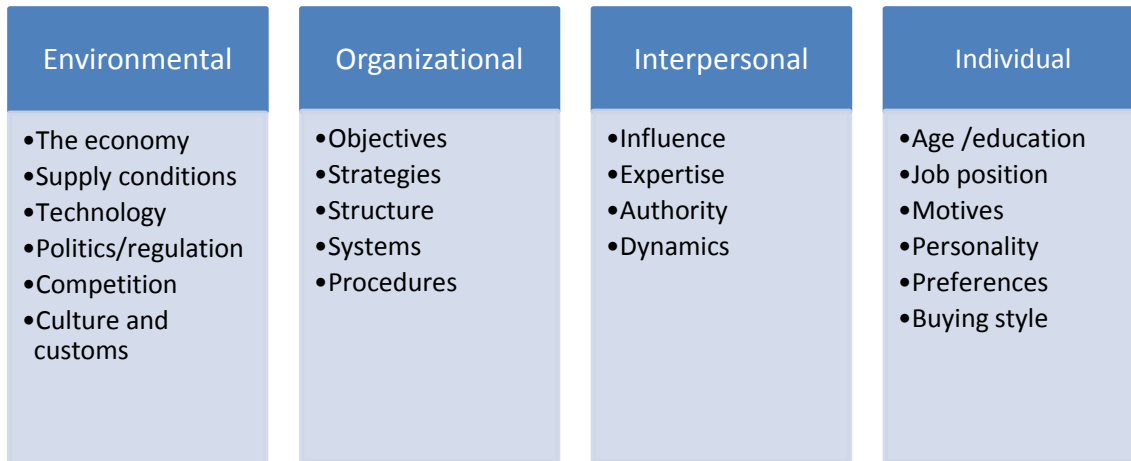 Environmental
•The economy
•Supply conditions
•Technology
•Politics/regulation
•Competition
•Culture and
customs
Organizational
•Objectives
•Strategies
•Structure
•Systems
•Procedures
Interpersonal
•Influence
•Expertise
•Authority
•Dynamics
Individual
•Age /education
•Job position
•Motives
•Personality
•Preferences
•Buying style